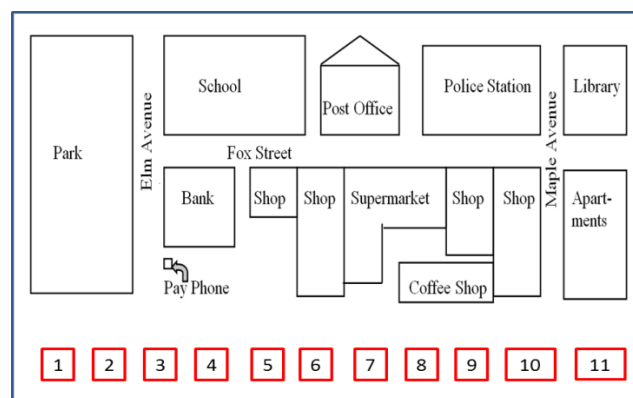 School
Police Station
Library
Post Office
Park
Elm Avenue
Fox Street
Maple Avenue
Bank
Shop
Shop
Supermarket
Shop
Shop
Apart-
ments
Pay Phone
Coffee Shop
1 2 3 4 5 6 7 8 9 10 11